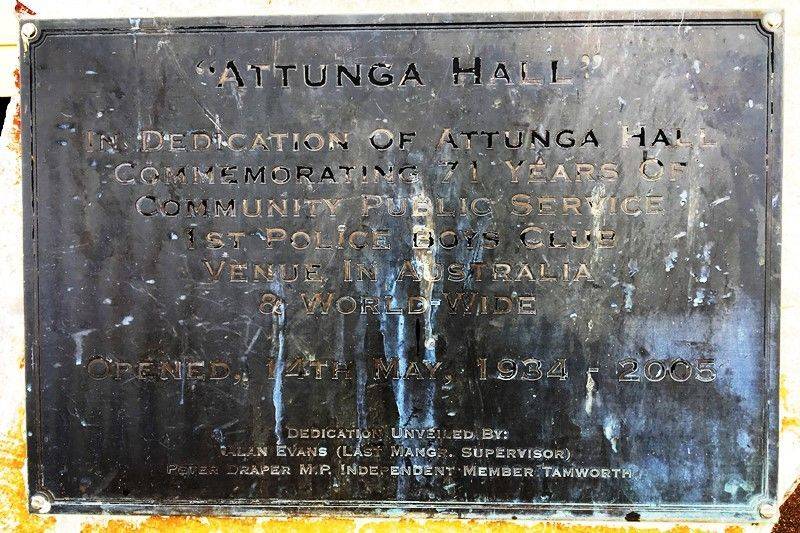 "ATTUNGA HALL"
IN DEDICATION OF ATTUNGA HALL
COMMEMORATING 71 YEARS OF
COMMUNITY PUBLIC SERVICE
1ST POLICE BOYS CLUB
VENUE IN AUSTRALIA
& WORLD-WIDE
OPENED, 14TH MAY, 1934 - 2005
DEDICATION UNVEILED BY:
ALAN EVANS (LAST MANGR. SUPERVISOR)
PETER DRAPER M.P. INDEPENDENT MEMBER TAMWORTH